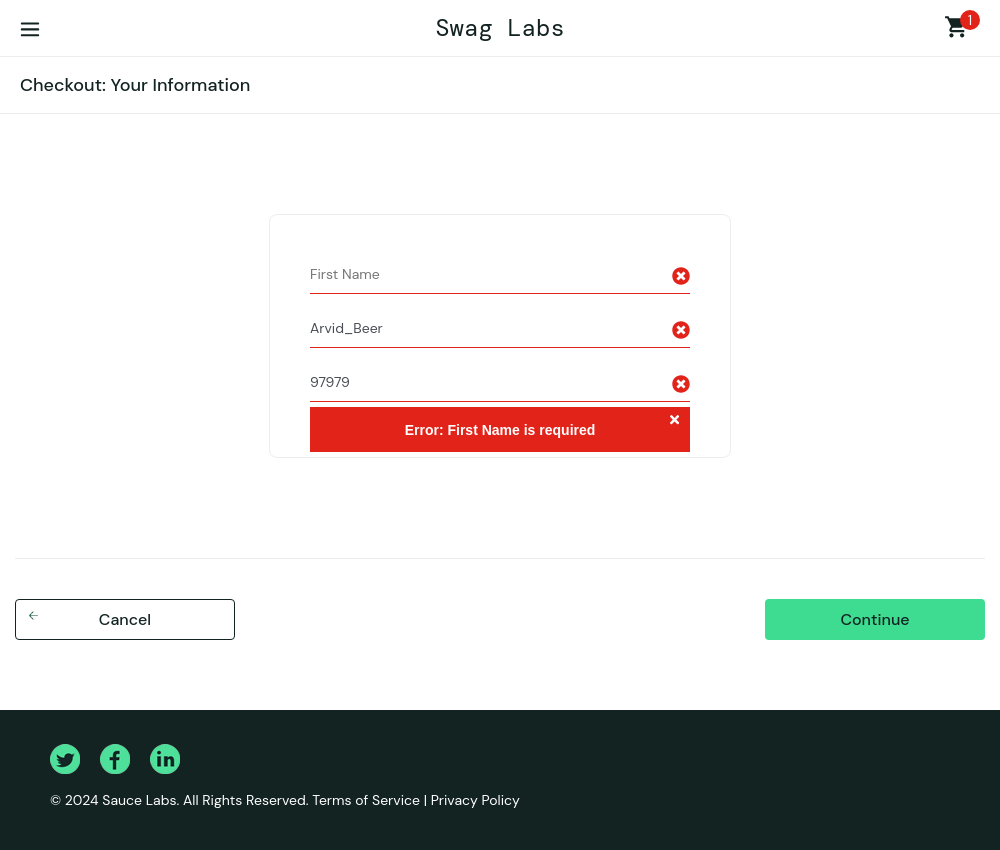 Swag Labs
1
Checkout: Your Information
First Name
Arvid_Beer
97979
Error: First Name is required
Cancel
Continue
© 2024 Sauce Labs. All Rights Reserved. Terms of Service | Privacy Policy